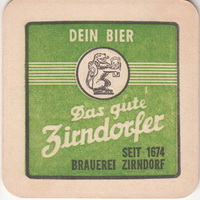 DEIN BIER
Das gute
Zirndorfer
SEIT 1674
BRAUEREI ZIRNDORF